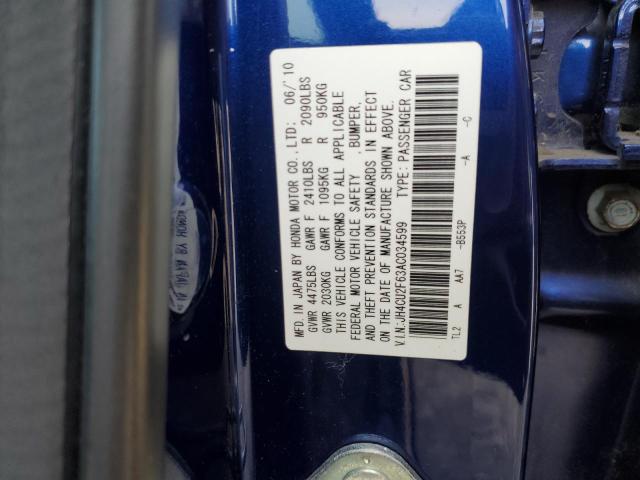 MFD. IN JAPAN BY HONDA MOTOR CO., LTD: 06/'10
GVWR 4475LBS GAWR F 2410LBS R 2090LBS
GVWR 2030KG GAWR F 1095KG R 950KG
THIS VEHICLE CONFORMS TO ALL APPLICABLE
FEDERAL MOTOR VEHICLE SAFETY ,BUMPER,
AND THEFT PREVENTION STANDARDS IN EFFECT
ON THE DATE OF MANUFACTURE SHOWN ABOVE.
V.I.N:JH4CU2F63AC034599 TYPE: PASSENGER CAR
TL2 A AA7 -B553P -A -C